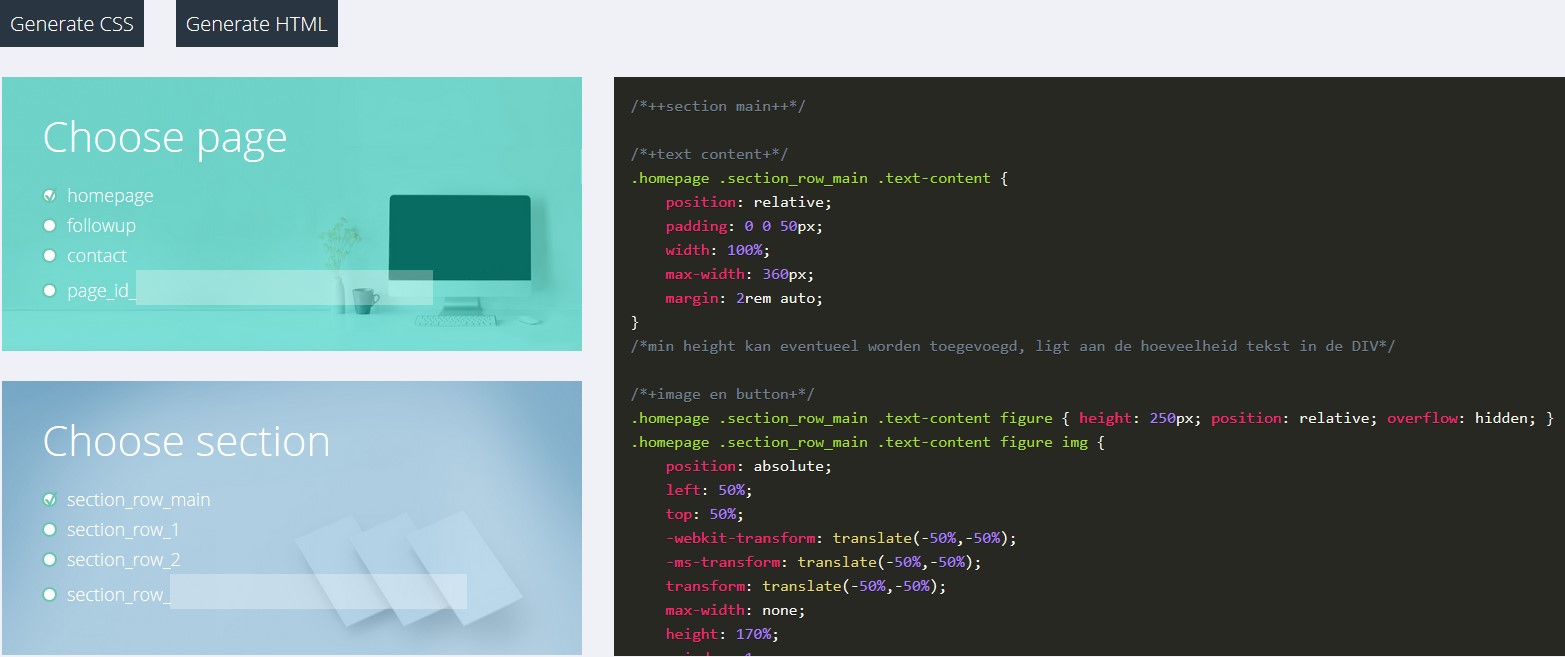 Generate CSS
Generate HTML
Choose page
homepage
followup
contact
page_id_
Choose section
section_row_main
section_row_1
section_row_2
section_row_
/*++section main++*/
/*+text content+*/
.homepage .section_row_main .text-content {
position: relative;
padding: 0 0 50px;
width: 100%;
max-width: 360px;
margin: 2rem auto;
}
/*min height kan eventueel worden toegevoegd, ligt aan de hoeveelheid tekst in de DIV*/
/*+image en button+*/
.homepage .section_row_main .text-content figure { height: 250px; position: relative; overflow: hidden; }
.homepage .section_row_main .text-content figure img {
position: absolute;
left: 50%;
top: 50%;
-webkit-transform: translate(-50%,-50%);
-ms-transform: translate(-50%,-50%);
transform: translate(-50%,-50%);
max-width: none;
height: 170%;